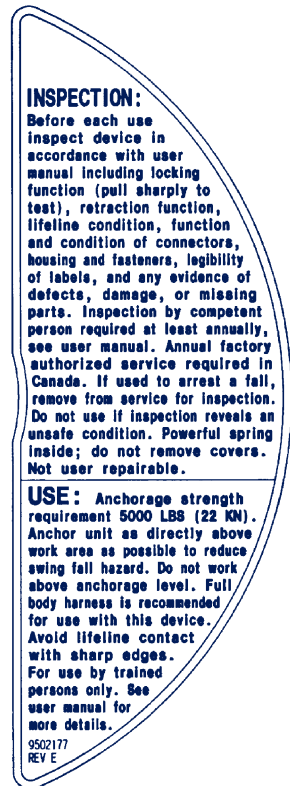 INSPECTION:
Before each use
inspect device in
accordance with user
manual including locking
function (pull sharply to
test), retraction function,
lifeline condition, function
and condition of connectors,
housing and fasteners, legibility
of labels, and any evidence of
defects, damage, or missing
parts. Inspection by competent
person required at least annually,
see user manual. Annual factory
authorized service required in
Canada. If used to arrest a fall,
remove from service for inspection.
Do not use if inspection reveals an
unsafe condition. Powerful spring
inside; do not remove covers.
Not user repairable.
USE: Anchorage strength
requirement 5000 LBS (22 KN).
Anchor unit as directly above
work area as possible to reduce
swing fall hazard. Do not work
above anchorage level. Full
body harness is recommended
for use with this device.
Avoid lifeline contact
with sharp edges.
For use by trained
persons only. See
user manual for
more details.
9502177
REV E